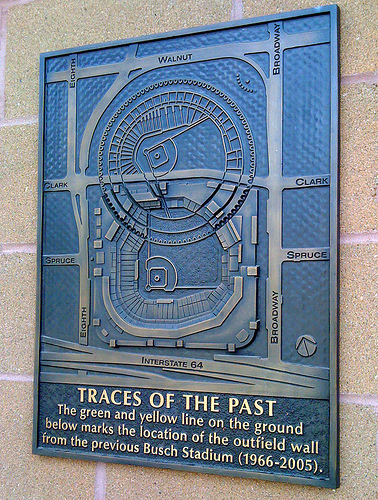 WALNUT
EIGHTH
BROADWAY
CLARK
CLARK
SPRUCE
SPRUCE
EIGHTH
BROADWAY
INTERSTATE 64
TRACES OF THE PAST
The green and yellow line on the ground
below marks the location of the outfield wall
from the previous Busch Stadium (1966-2005).